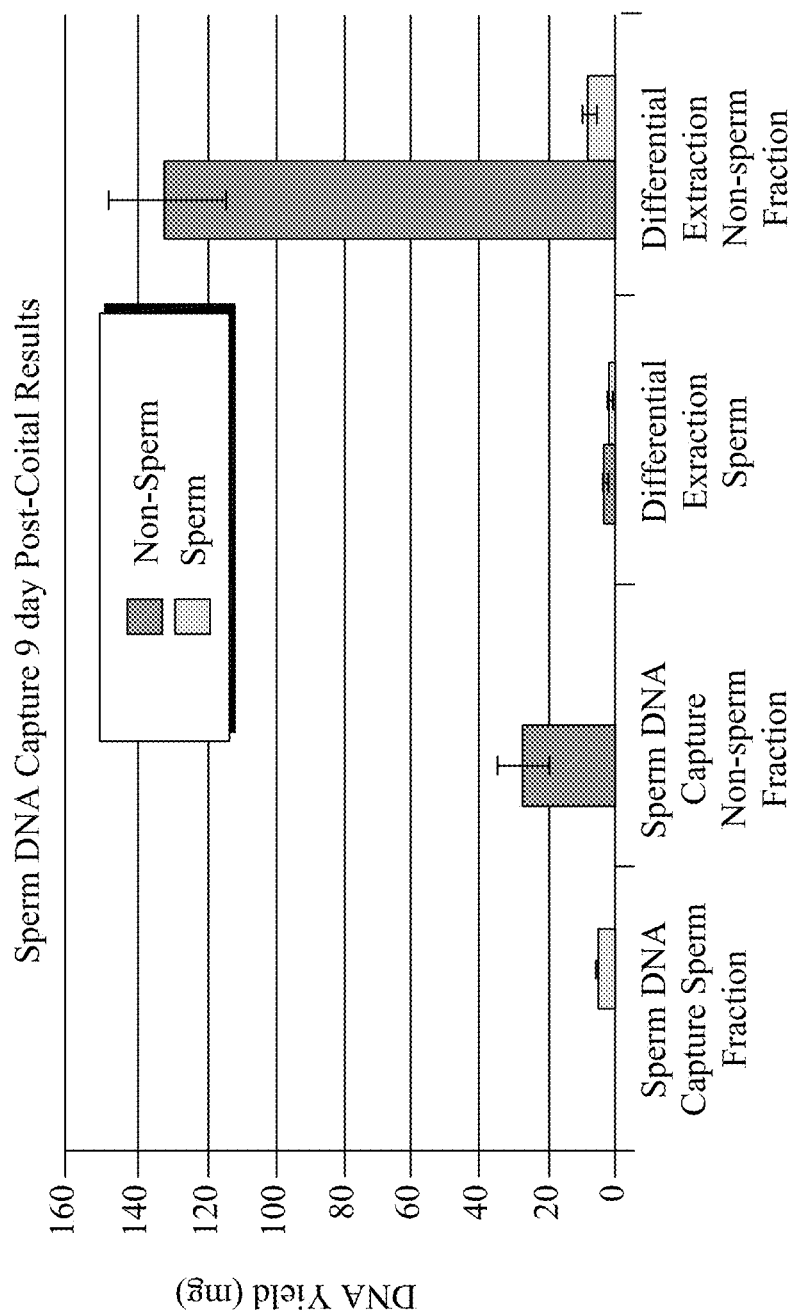 Sperm DNA Capture 9 day Post-Coital Results
Non-Sperm
Sperm
DNA Yield (mg)
160
140
120
100
80
60
40
20
0
Sperm DNA
Capture Sperm
Fraction
Sperm DNA
Capture
Non-sperm
Fraction
Differential
Exraction
Sperm
Differential
Extraction
Non-sperm
Fraction